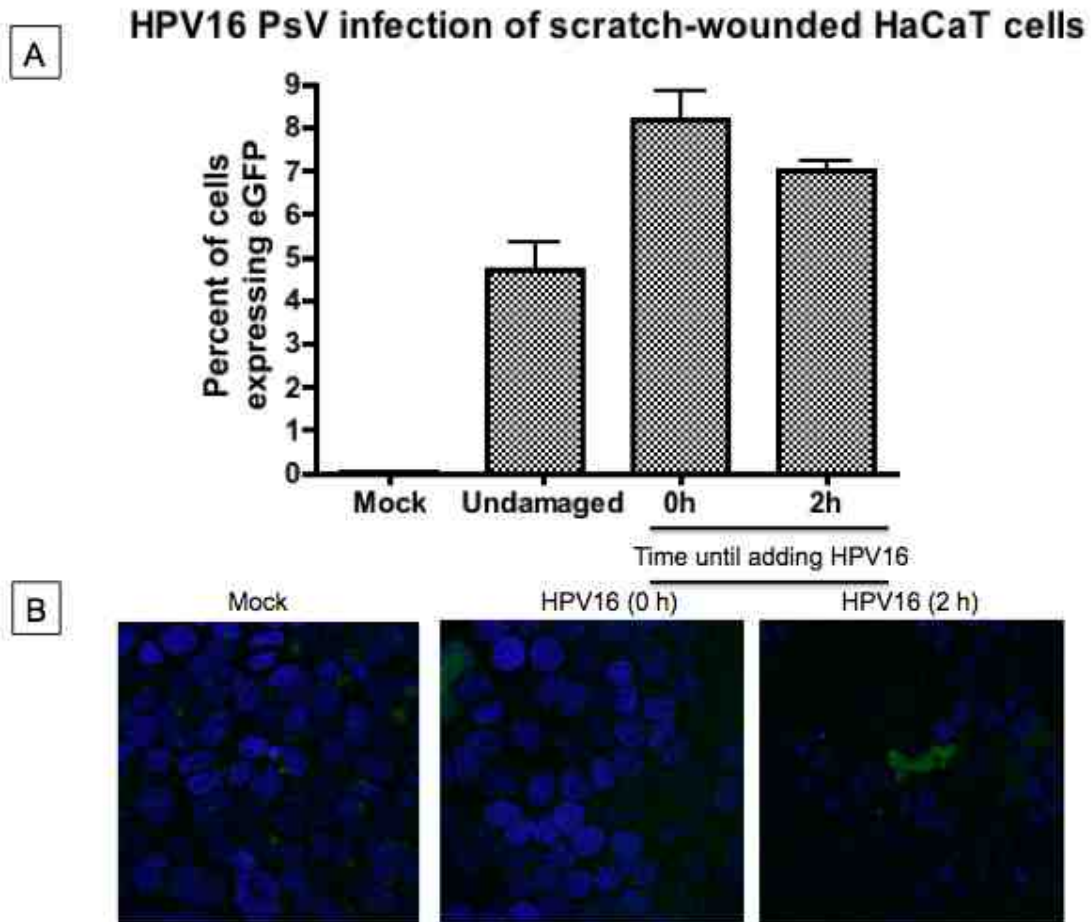 A
HPV16 PsV infection of scratch-wounded HaCaT cells
Percent of cells
expressing eGFP
9
8
7
6
5
4
3
2
1
0
Mock Undamaged 0h 2h
Time until adding HPV16
B
Mock HPV16 (0 h) HPV16 (2 h)